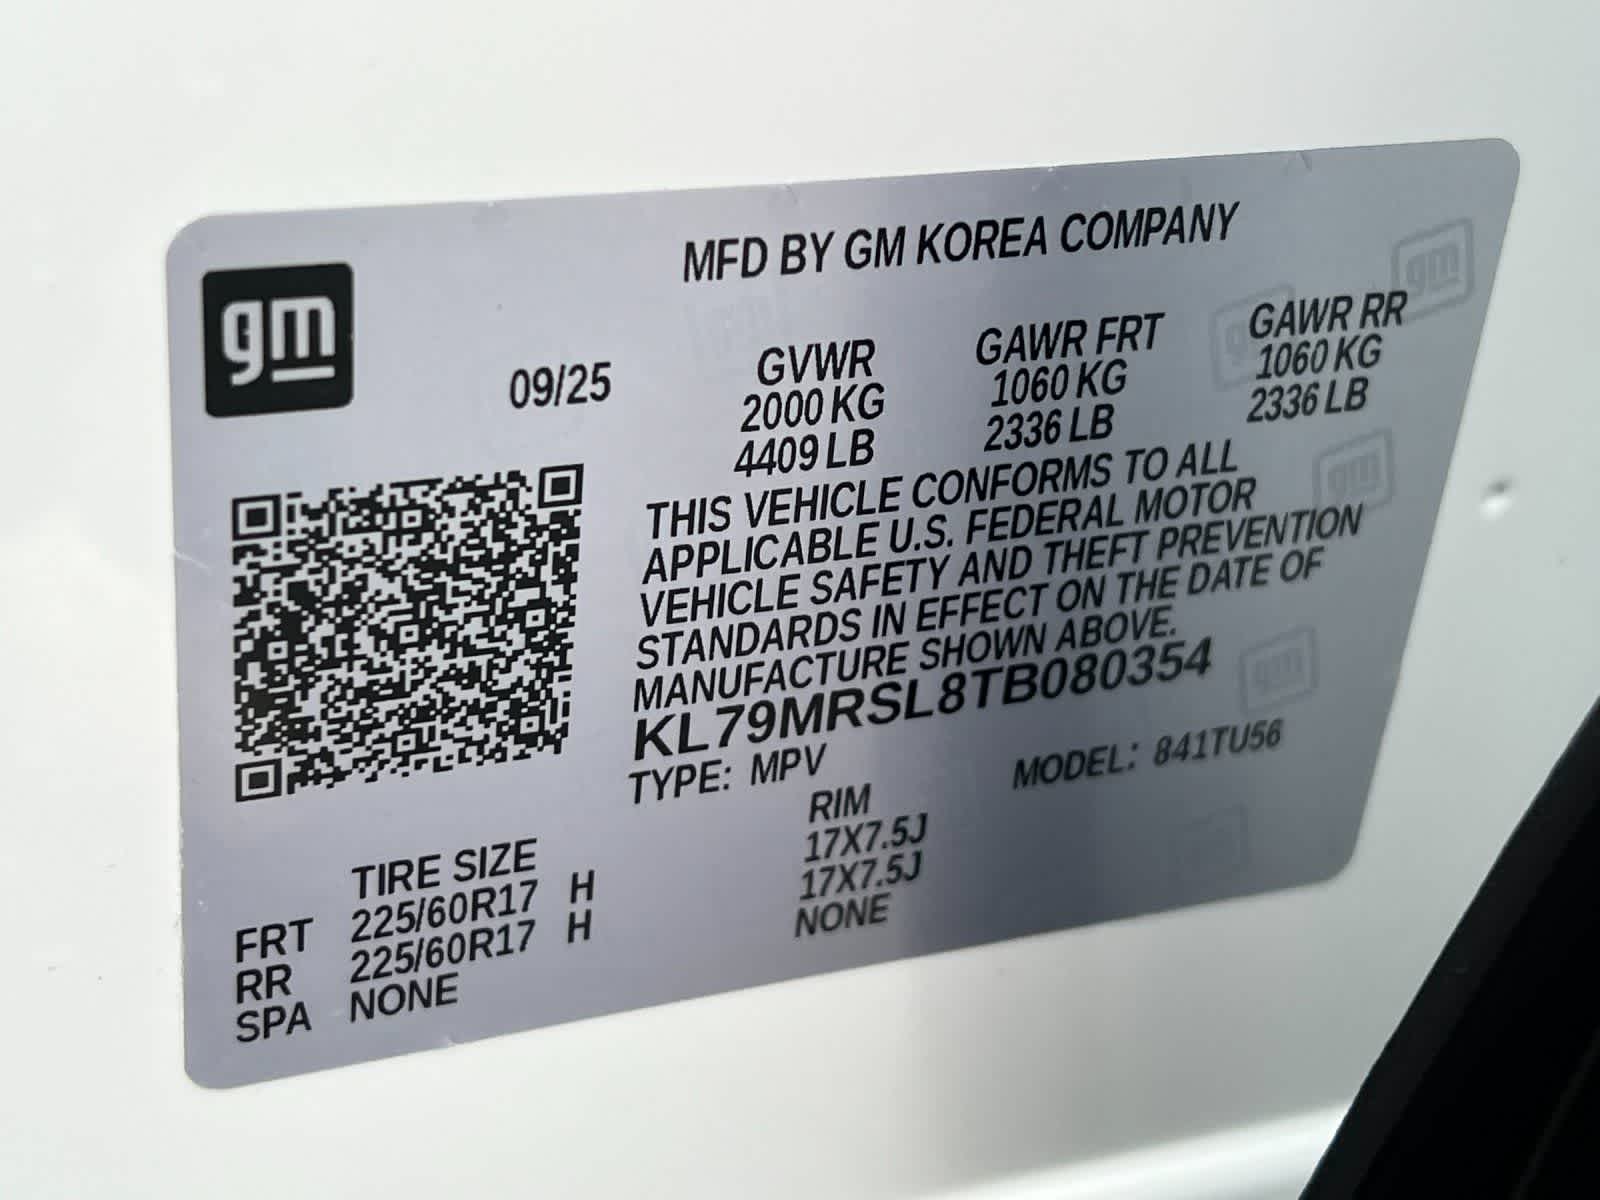 gm
MFD BY GM KOREA COMPANY
09/25
GVWR GAWR FRT GAWR RR
2000 KG 1060 KG 1060 KG
4409 LB 2336 LB 2336 LB
THIS VEHICLE CONFORMS TO ALL
APPLICABLE U.S. FEDERAL MOTOR
VEHICLE SAFETY AND THEFT PREVENTION
STANDARDS IN EFFECT ON THE DATE OF
MANUFACTURE SHOWN ABOVE.
KL79MRSL8TB080354
TYPE: MPV MODEL: 841TU56
TIRE SIZE RIM
FRT 225/60R17 H 17X7.5J
RR 225/60R17 H 17X7.5J
SPA NONE NONE